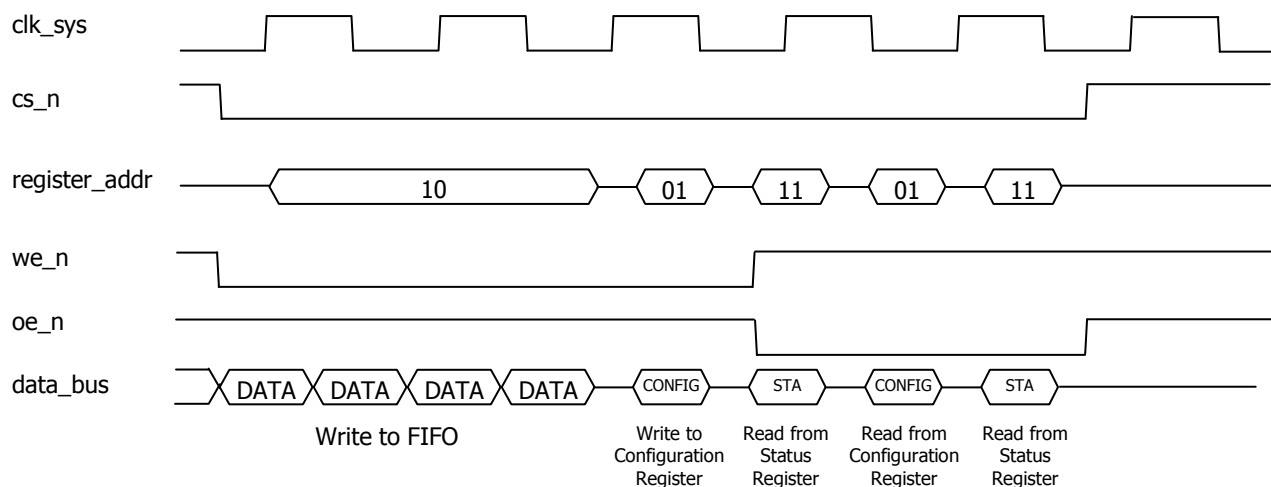 clk_sys
cs_n
register_addr
10
01
11
01
11
we_n
oe_n
data_bus
DATA
DATA
DATA
DATA
CONFIG
STA
CONFIG
STA
Write to FIFO
Write to
Configuration
Register
Read from
Status
Register
Read from
Configuration
Register
Read from
Status
Register